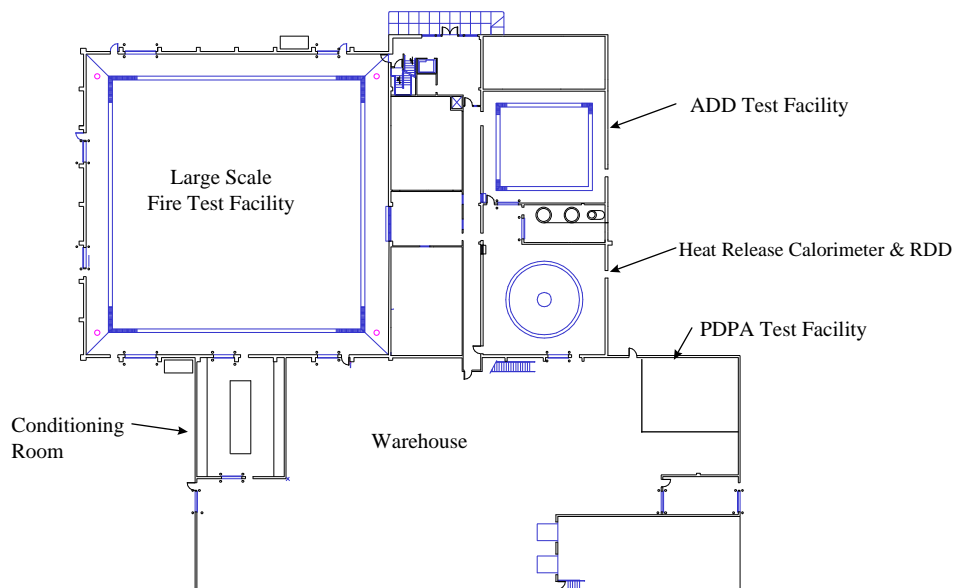 ADD Test Facility
Large Scale
Fire Test Facility
Heat Release Calorimeter & RDD
PDPA Test Facility
Conditioning
Room
Warehouse